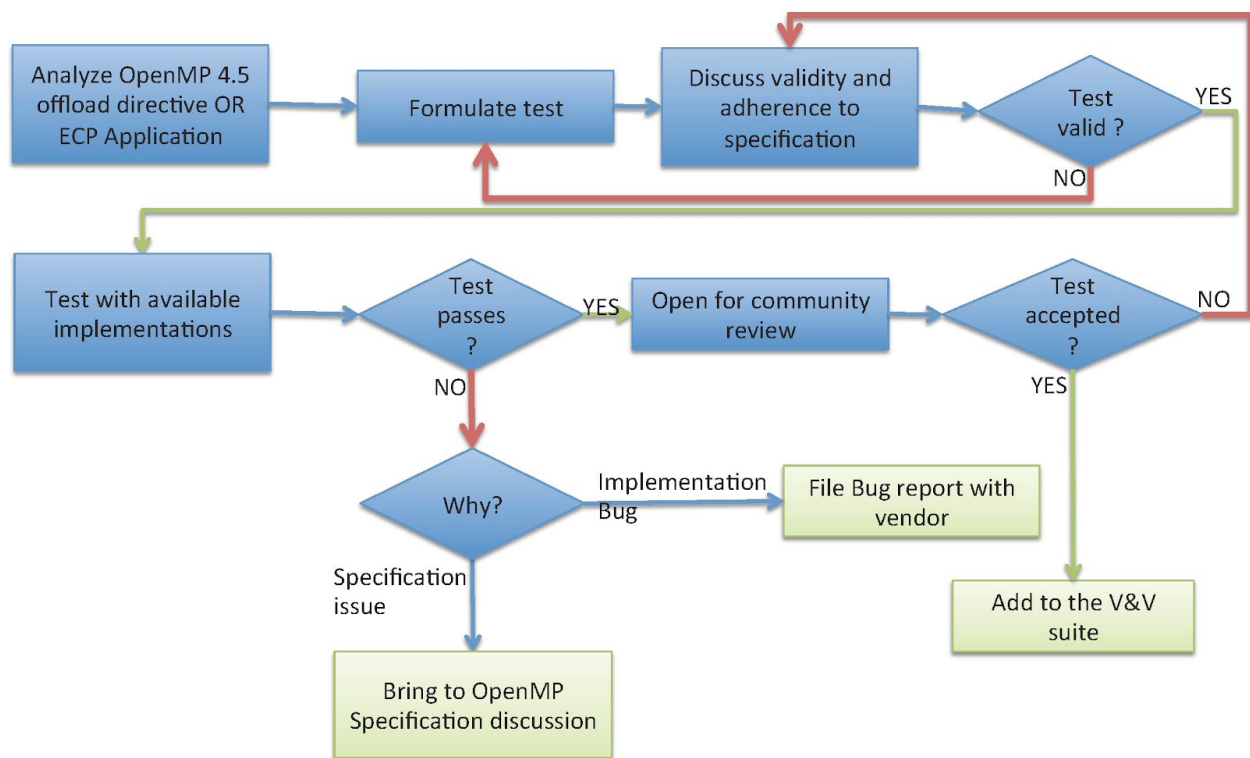 Analyze OpenMP 4.5
offload directive OR
ECP Application
Formulate test
Discuss validity and
adherence to
specification
Test
valid ?
YES
NO
Test with available
implementations
Test
passes
?
YES
Open for community
review
Test
accepted
?
NO
NO
YES
Why?
Implementation
Bug
File Bug report with
vendor
Specification
issue
Add to the V&V
suite
Bring to OpenMP
Specification discussion